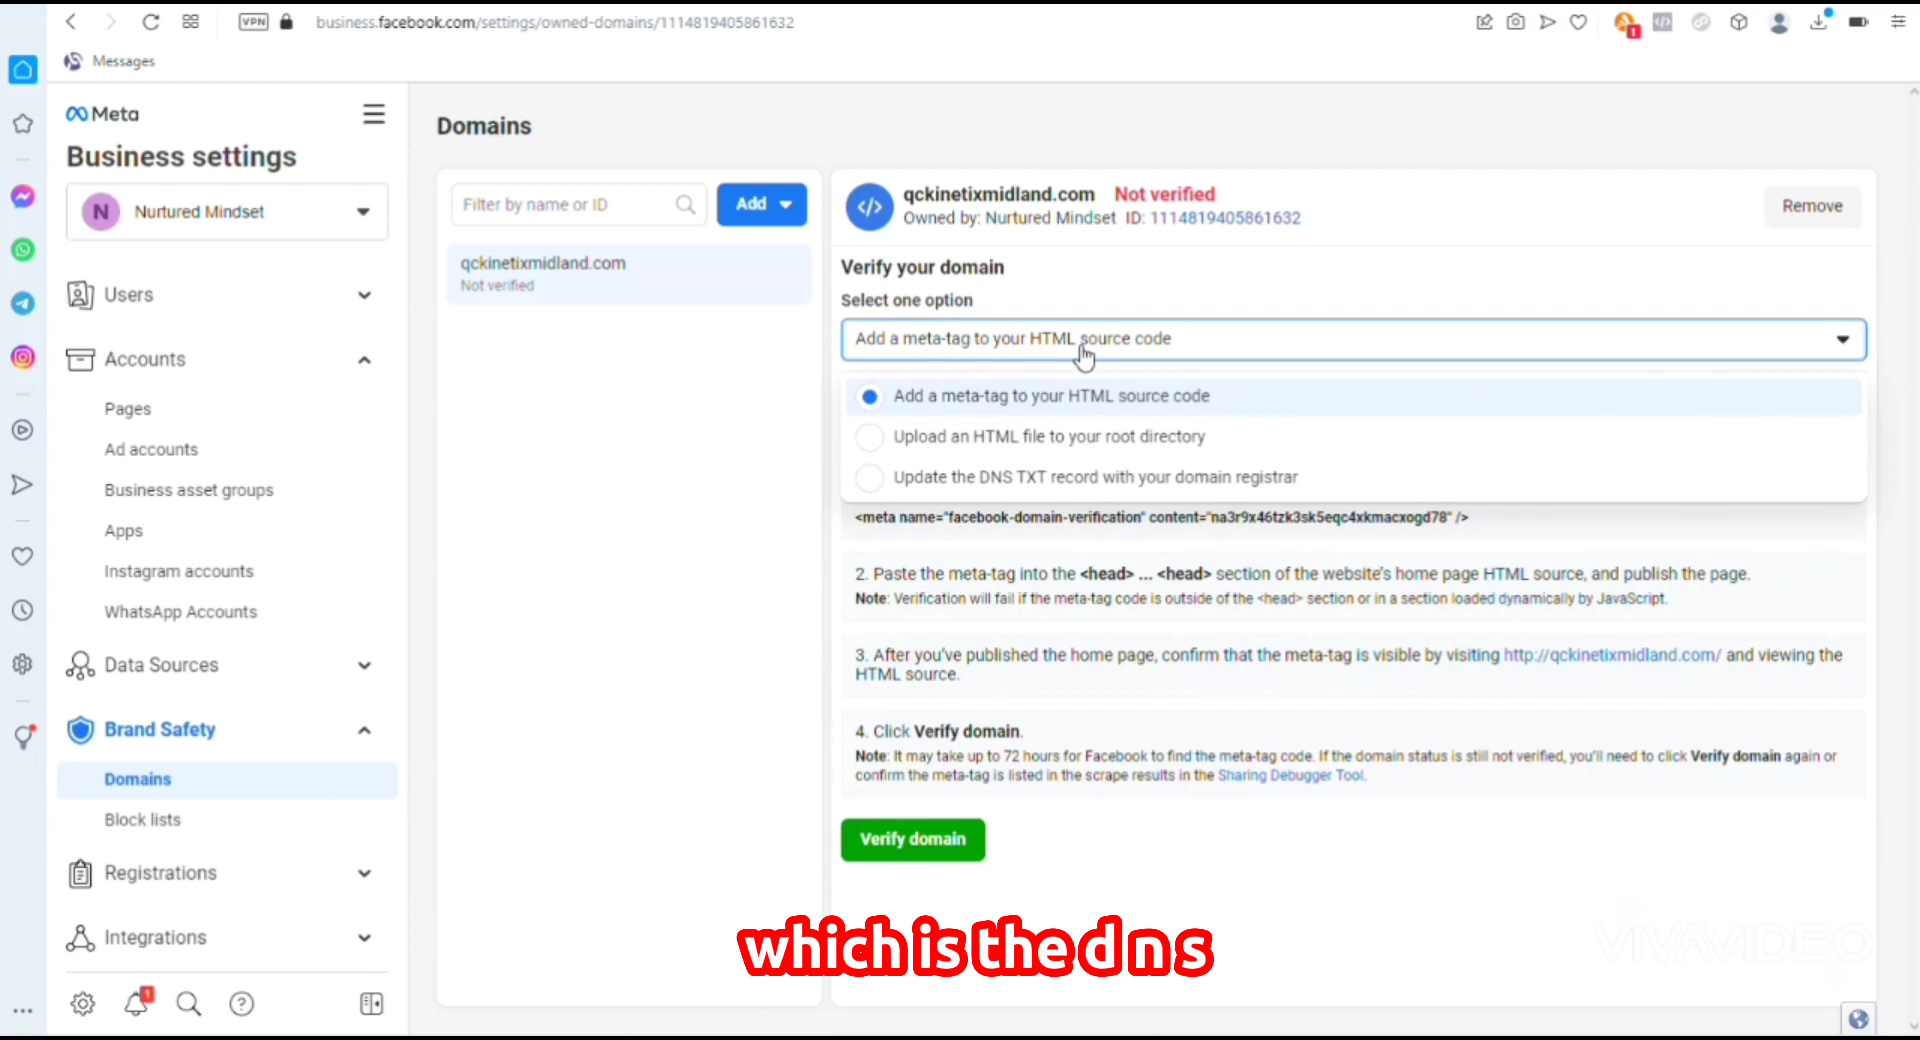 VPN
business.facebook.com/settings/owned-domains/1114819405861632
1
Messages
Meta
Business settings
N
Nurtured Mindset
Users
Accounts
Pages
Ad accounts
Business asset groups
Apps
Instagram accounts
WhatsApp Accounts
Data Sources
Brand Safety
Domains
Block lists
Registrations
Integrations
1
Domains
Filter by name or ID
Add
qckinetixmidland.com
Not verified
qckinetixmidland.com Not verified
Owned by: Nurtured Mindset ID: 1114819405861632
Remove
Verify your domain
Select one option
Add a meta-tag to your HTML source code
Add a meta-tag to your HTML source code
Upload an HTML file to your root directory
Update the DNS TXT record with your domain registrar
<meta name="facebook-domain-verification" content="na3r9x46tzk3sk5eqc4xkmacxogd78" />
2. Paste the meta-tag into the <head> ... <head> section of the website's home page HTML source, and publish the page.
Note: Verification will fail if the meta-tag code is outside of the <head> section or in a section loaded dynamically by JavaScript.
3. After you've published the home page, confirm that the meta-tag is visible by visiting http://qckinetixmidland.com/ and viewing the
HTML source.
4. Click Verify domain.
Note: It may take up to 72 hours for Facebook to find the meta-tag code. If the domain status is still not verified, you'll need to click Verify domain again or
confirm the meta-tag is listed in the scrape results in the Sharing Debugger Tool.
Verify domain
which is the d n s
VIVAVIDEO